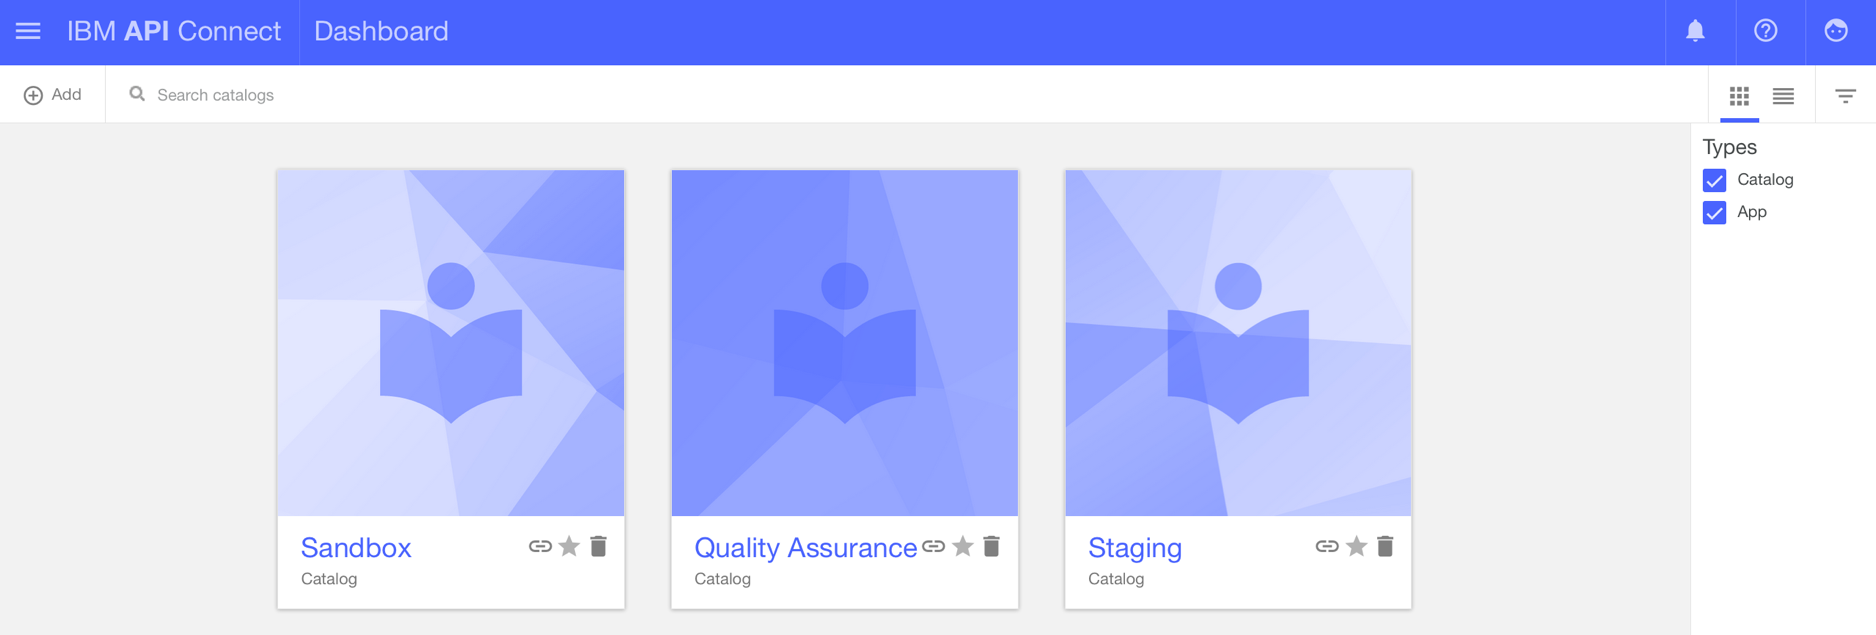 IBM API Connect Dashboard
Add Search catalogs
Types
Catalog
App
Sandbox
Catalog
Quality Assurance
Catalog
Staging
Catalog